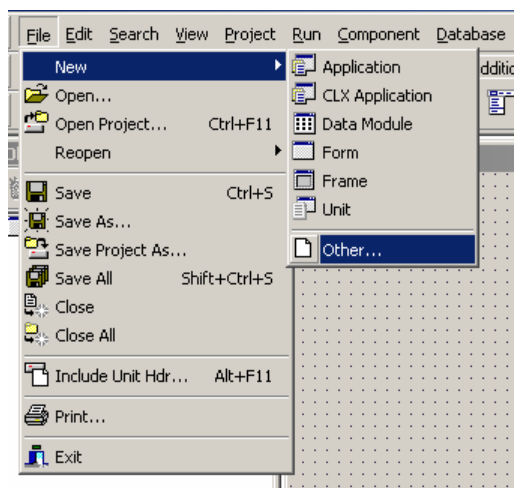 File Edit Search View Project Run Component Database
New
Open...
Open Project... Ctrl+F11
Reopen
Save Ctrl+S
Save As...
Save Project As...
Save All Shift+Ctrl+S
Close
Close All
Include Unit Hdr... Alt+F11
Print...
Exit
Application
CLX Application
Data Module
Form
Frame
Unit
Other...